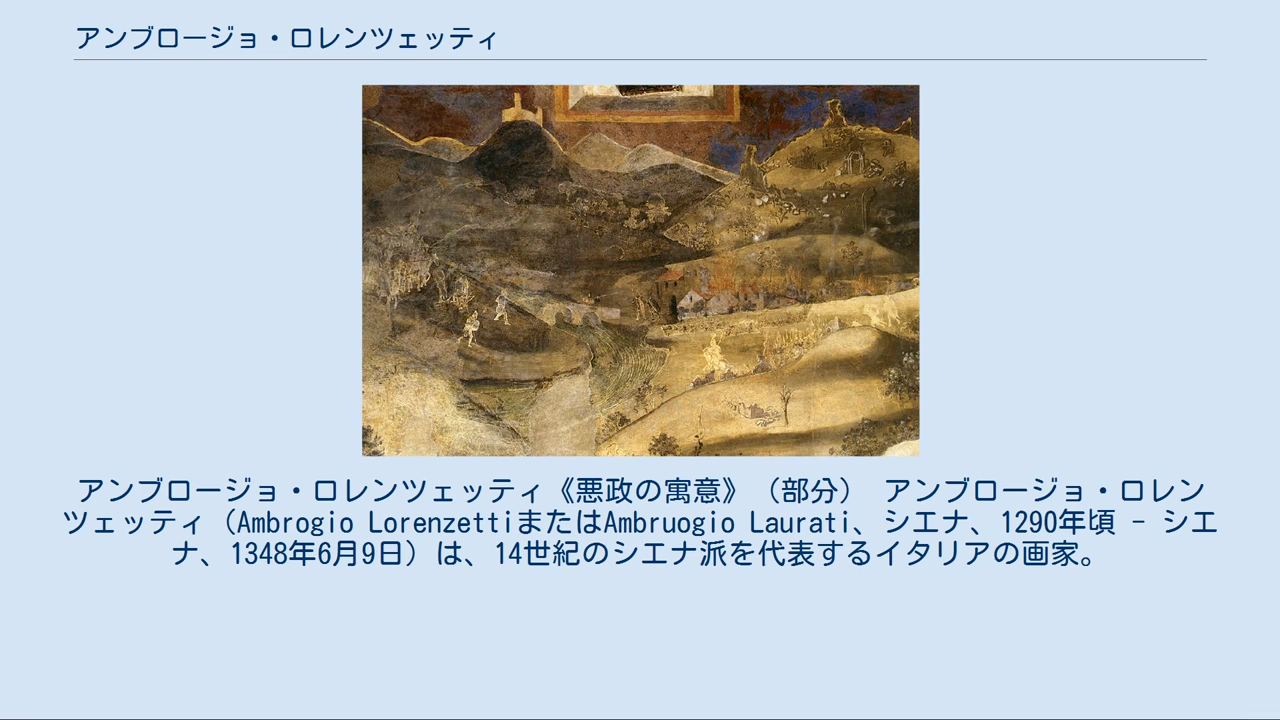 アンブロージョ・ロレンツェッティ
アンブロージョ・ロレンツェッティ《悪政の寓意》（部分） アンブロージョ・ロレン
ツェッティ（Ambrogio LorenzettiまたはAmbruogio Laurati、シエナ、1290年頃 - シエ
ナ、1348年6月9日）は、14世紀のシエナ派を代表するイタリアの画家。